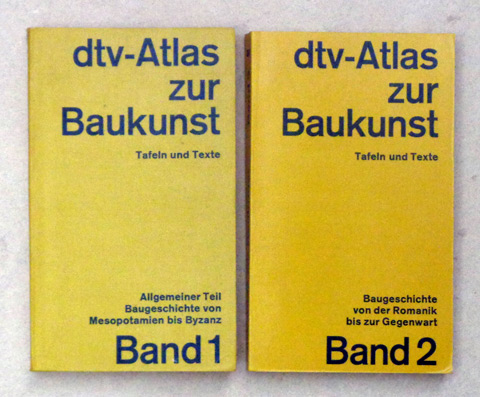 dtv-Atlas
zur
Baukunst
Tafeln und Texte
Allgemeiner Teil
Baugeschichte von
Mesopotamien bis Byzanz
Band 1
dtv-Atlas
zur
Baukunst
Tafeln und Texte
Baugeschichte
von der Romanik
bis zur Gegenwart
Band 2